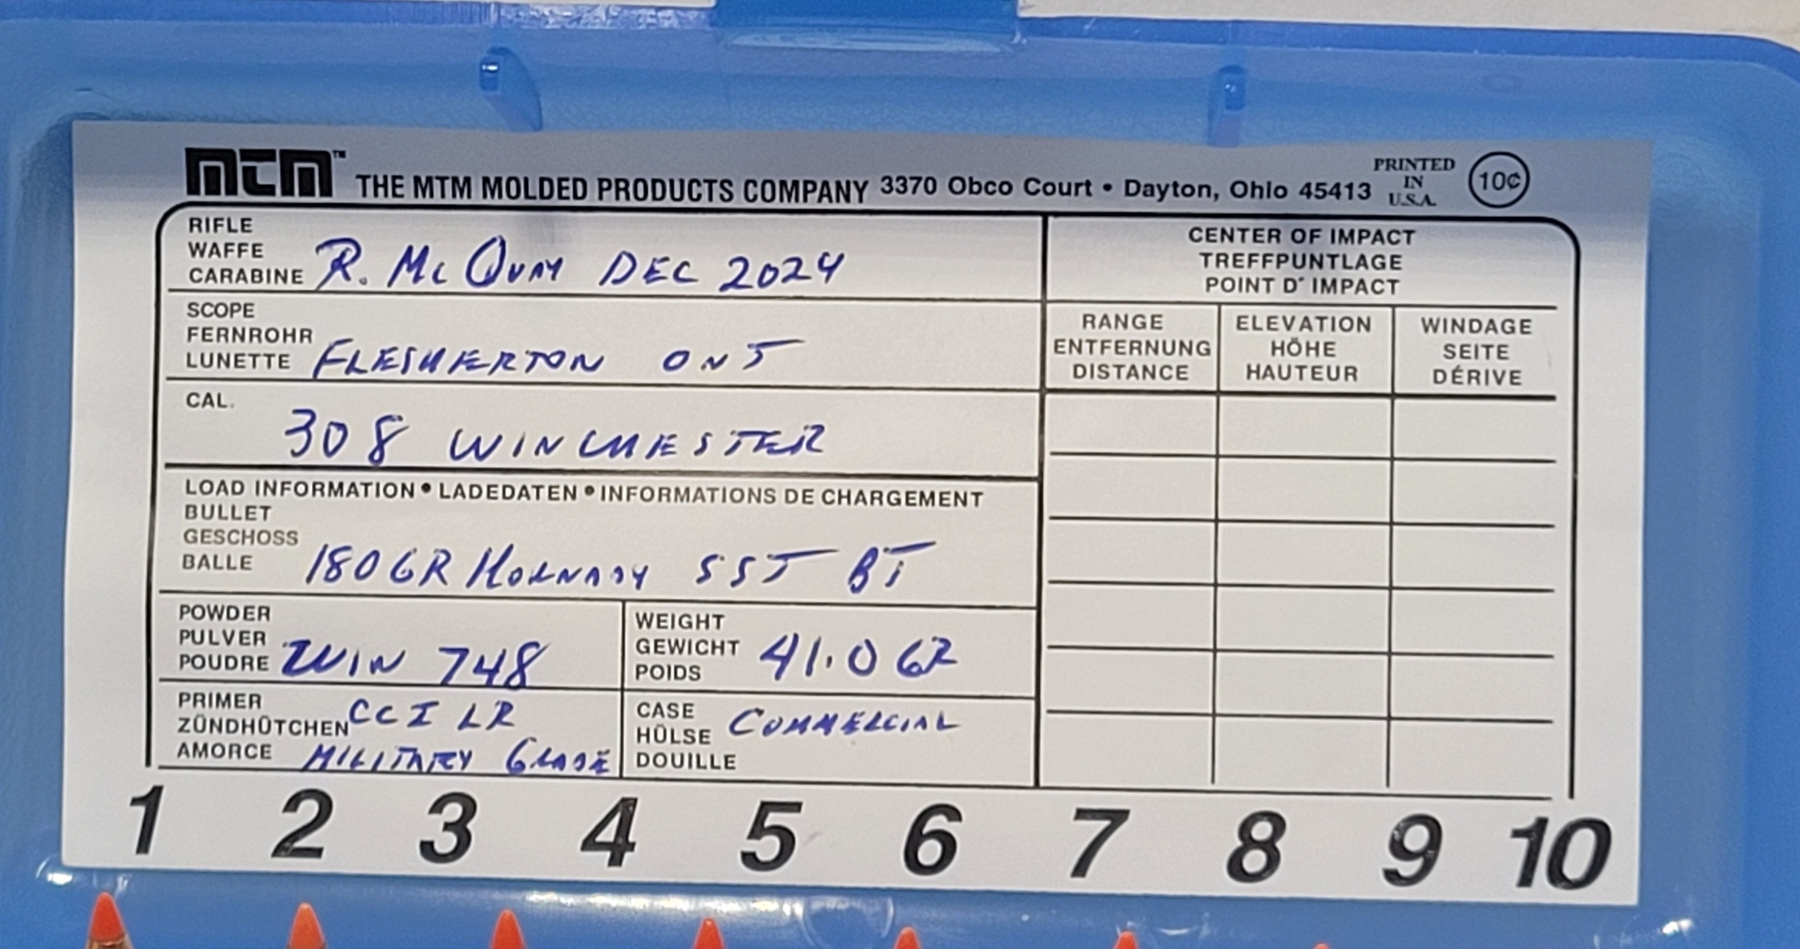 MTM™ THE MTM MOLDED PRODUCTS COMPANY 3370 Obco Court • Dayton, Ohio 45413 PRINTED IN U.S.A. 10¢
RIFLE
WAFFE
CARABINE R. McQUAY DEC 2024
SCOPE
FERNROHR
LUNETTE FLESHERTON ONT
CAL.
308 WINCHESTER
LOAD INFORMATION • LADEDATEN • INFORMATIONS DE CHARGEMENT
BULLET
GESCHOSS
BALLE 180GR HORNADY SST BT
POWDER
PULVER
POUDRE WIN 748
WEIGHT
GEWICHT
POIDS 41.0 GR
PRIMER
ZÜNDHÜTCHEN CCI LR
AMORCE MILITARY GRADE
CASE
HÜLSE COMMERCIAL
DOUILLE
CENTER OF IMPACT
TREFFPUNTLAGE
POINT D' IMPACT
RANGE
ENTFERNUNG
DISTANCE
ELEVATION
HÖHE
HAUTEUR
WINDAGE
SEITE
DÉRIVE
1 2 3 4 5 6 7 8 9 10